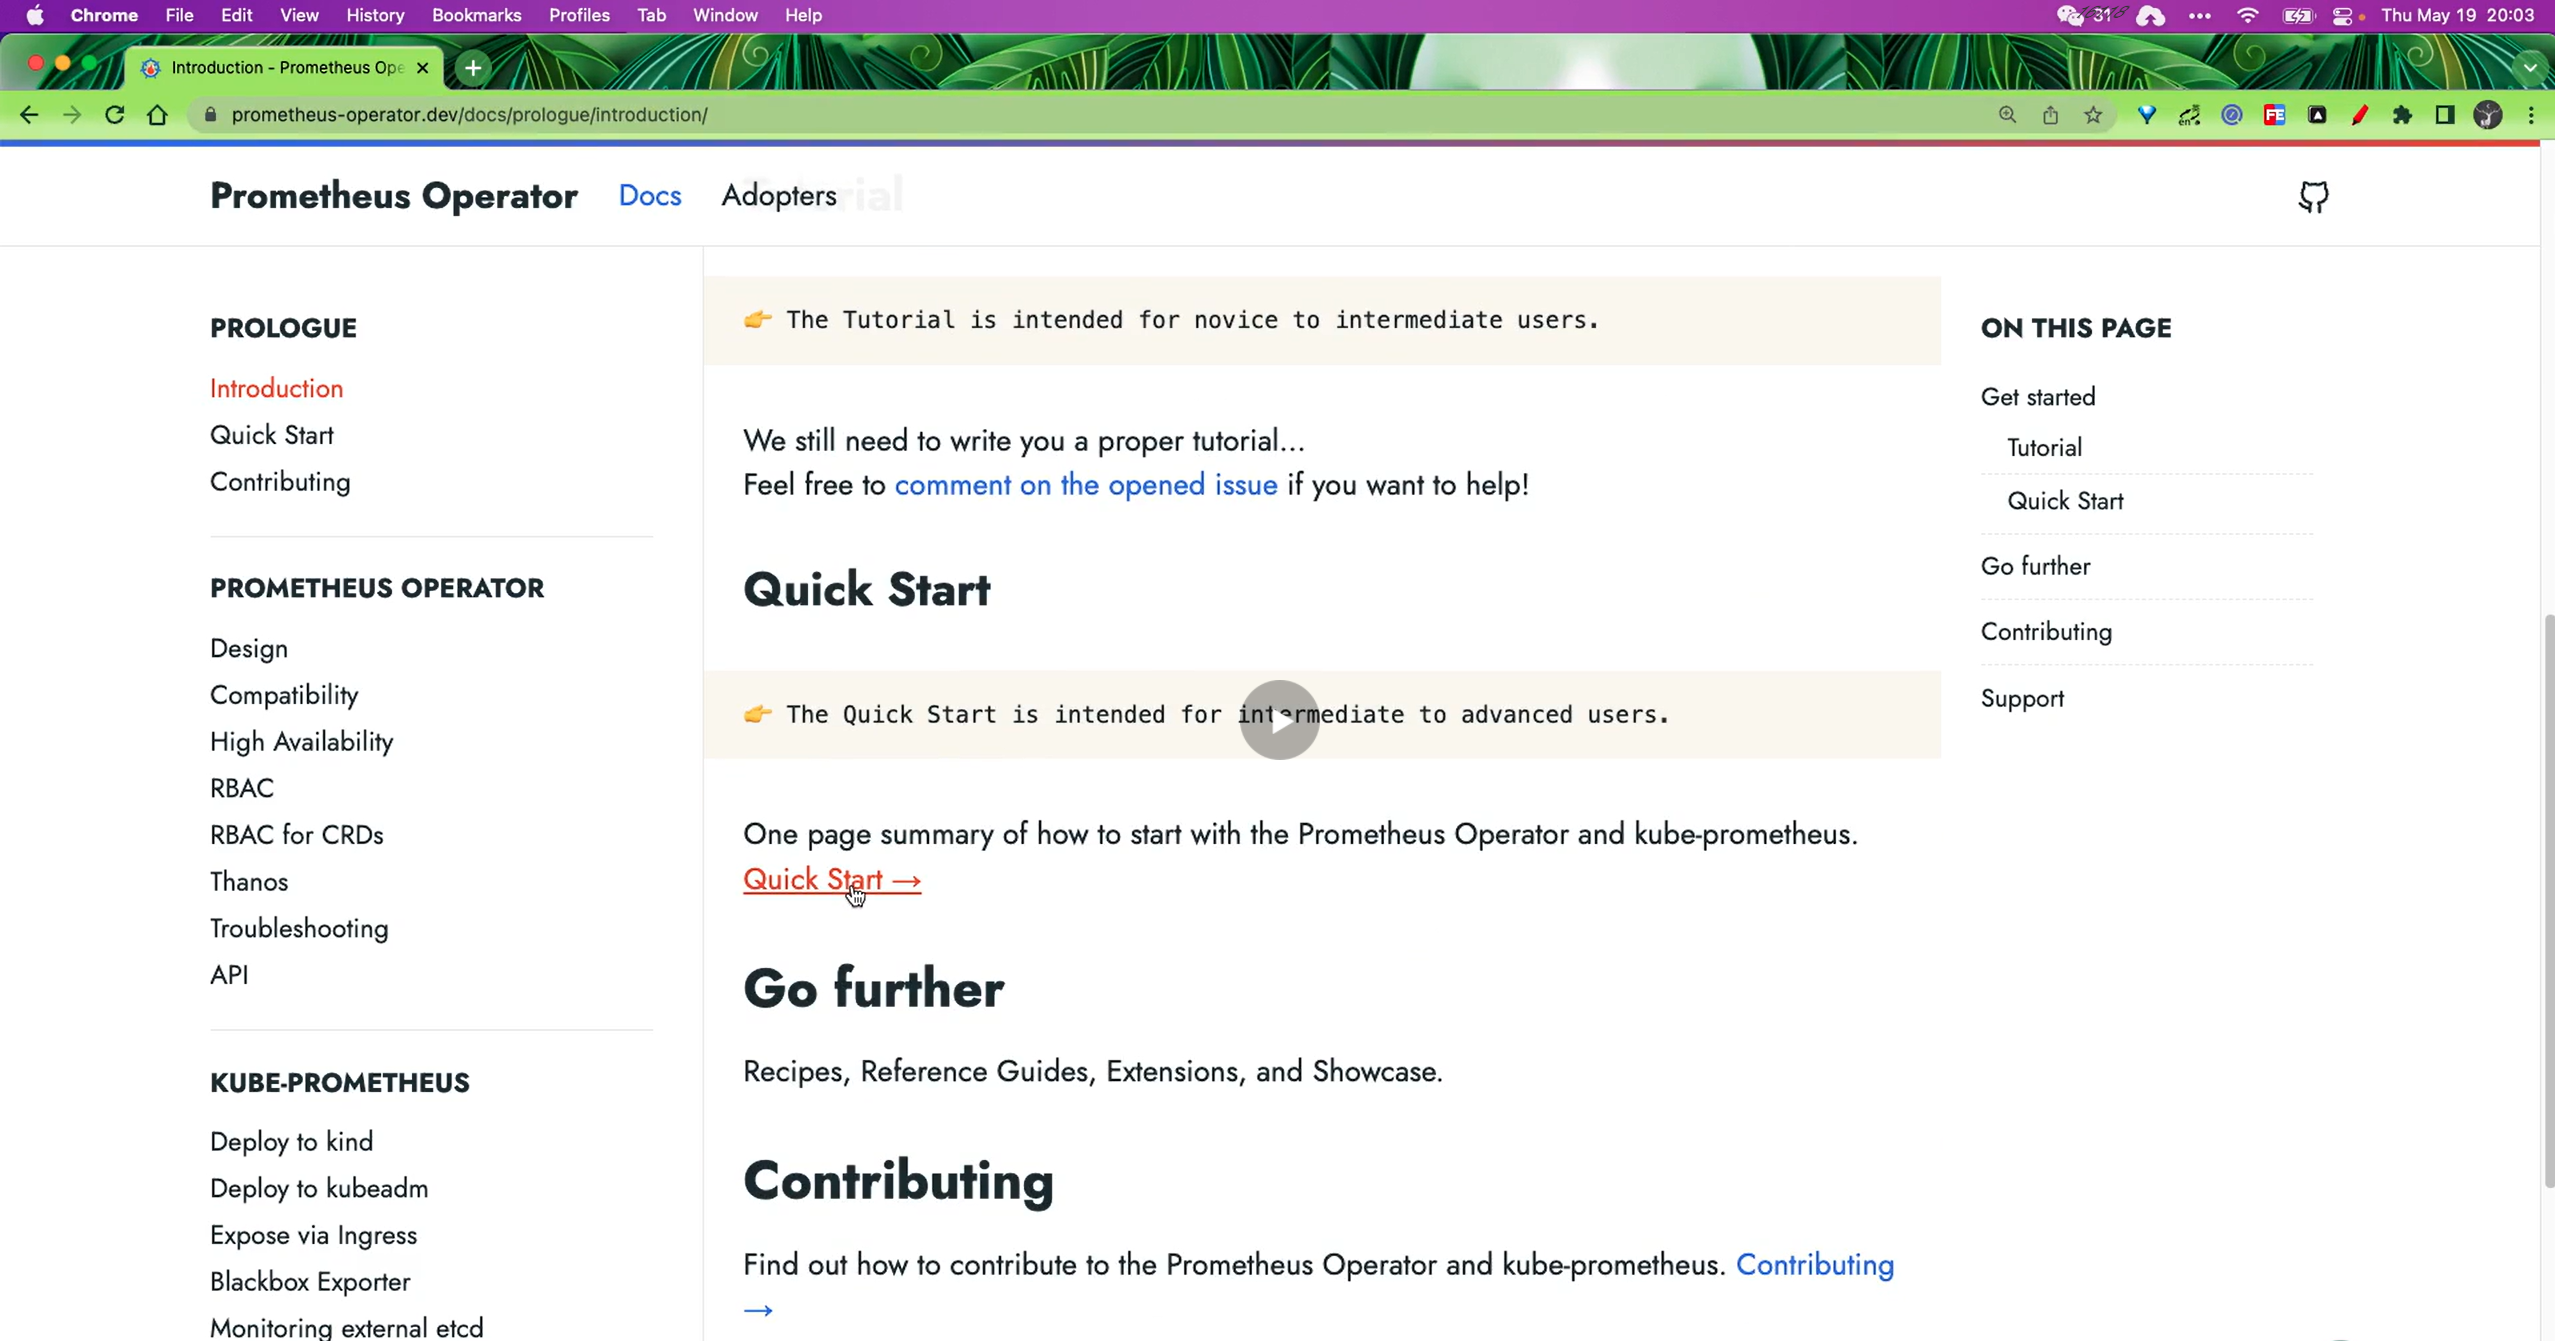 Chrome File Edit View History Bookmarks Profiles Tab Window Help
Thu May 19 20:03
Introduction - Prometheus Ope
prometheus-operator.dev/docs/prologue/introduction/
Prometheus Operator Docs Adopters
PROLOGUE
Introduction
Quick Start
Contributing
PROMETHEUS OPERATOR
Design
Compatibility
High Availability
RBAC
RBAC for CRDs
Thanos
Troubleshooting
API
KUBE-PROMETHEUS
Deploy to kind
Deploy to kubeadm
Expose via Ingress
Blackbox Exporter
Monitoring external etcd
👉 The Tutorial is intended for novice to intermediate users.
We still need to write you a proper tutorial...
Feel free to comment on the opened issue if you want to help!
Quick Start
👉 The Quick Start is intended for intermediate to advanced users.
One page summary of how to start with the Prometheus Operator and kube-prometheus.
Quick Start →
Go further
Recipes, Reference Guides, Extensions, and Showcase.
Contributing
Find out how to contribute to the Prometheus Operator and kube-prometheus. Contributing
→
ON THIS PAGE
Get started
Tutorial
Quick Start
Go further
Contributing
Support